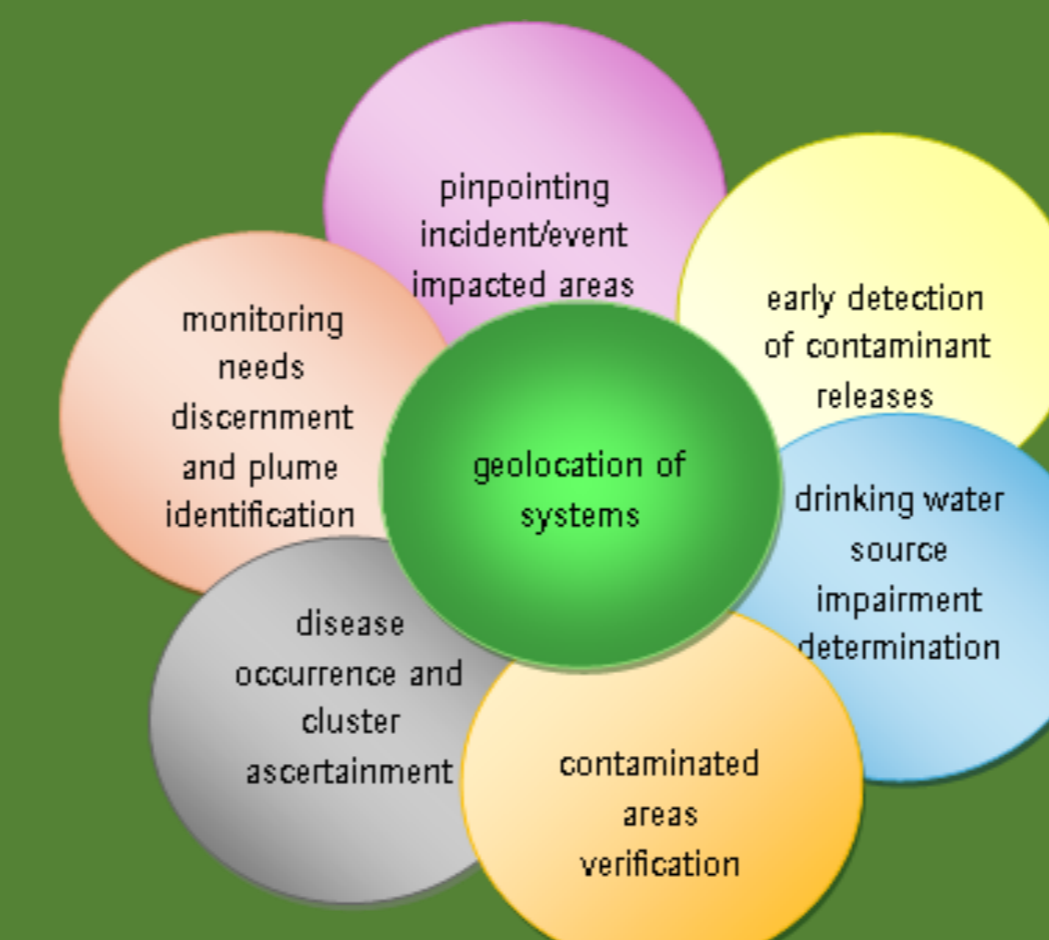 pinpointing
incident/event
impacted areas
early detection
of contaminant
releases
monitoring
needs
discernment
and plume
identification
geolocation of
systems
drinking water
source
impairment
determination
disease
occurrence and
cluster
ascertainment
contaminated
areas
verification